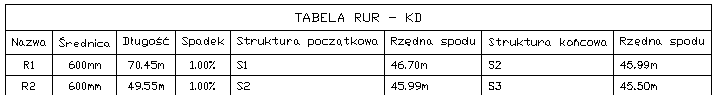 TABELA RUR - KD
Nazwa Średnica Długość Spadek Struktura początkowa Rzędna spodu Struktura końcowa Rzędna spodu
R1 600mm 70.45m 1.00% S1 46.70m S2 45.99m
R2 600mm 49.55m 1.00% S2 45.99m S3 45.50m